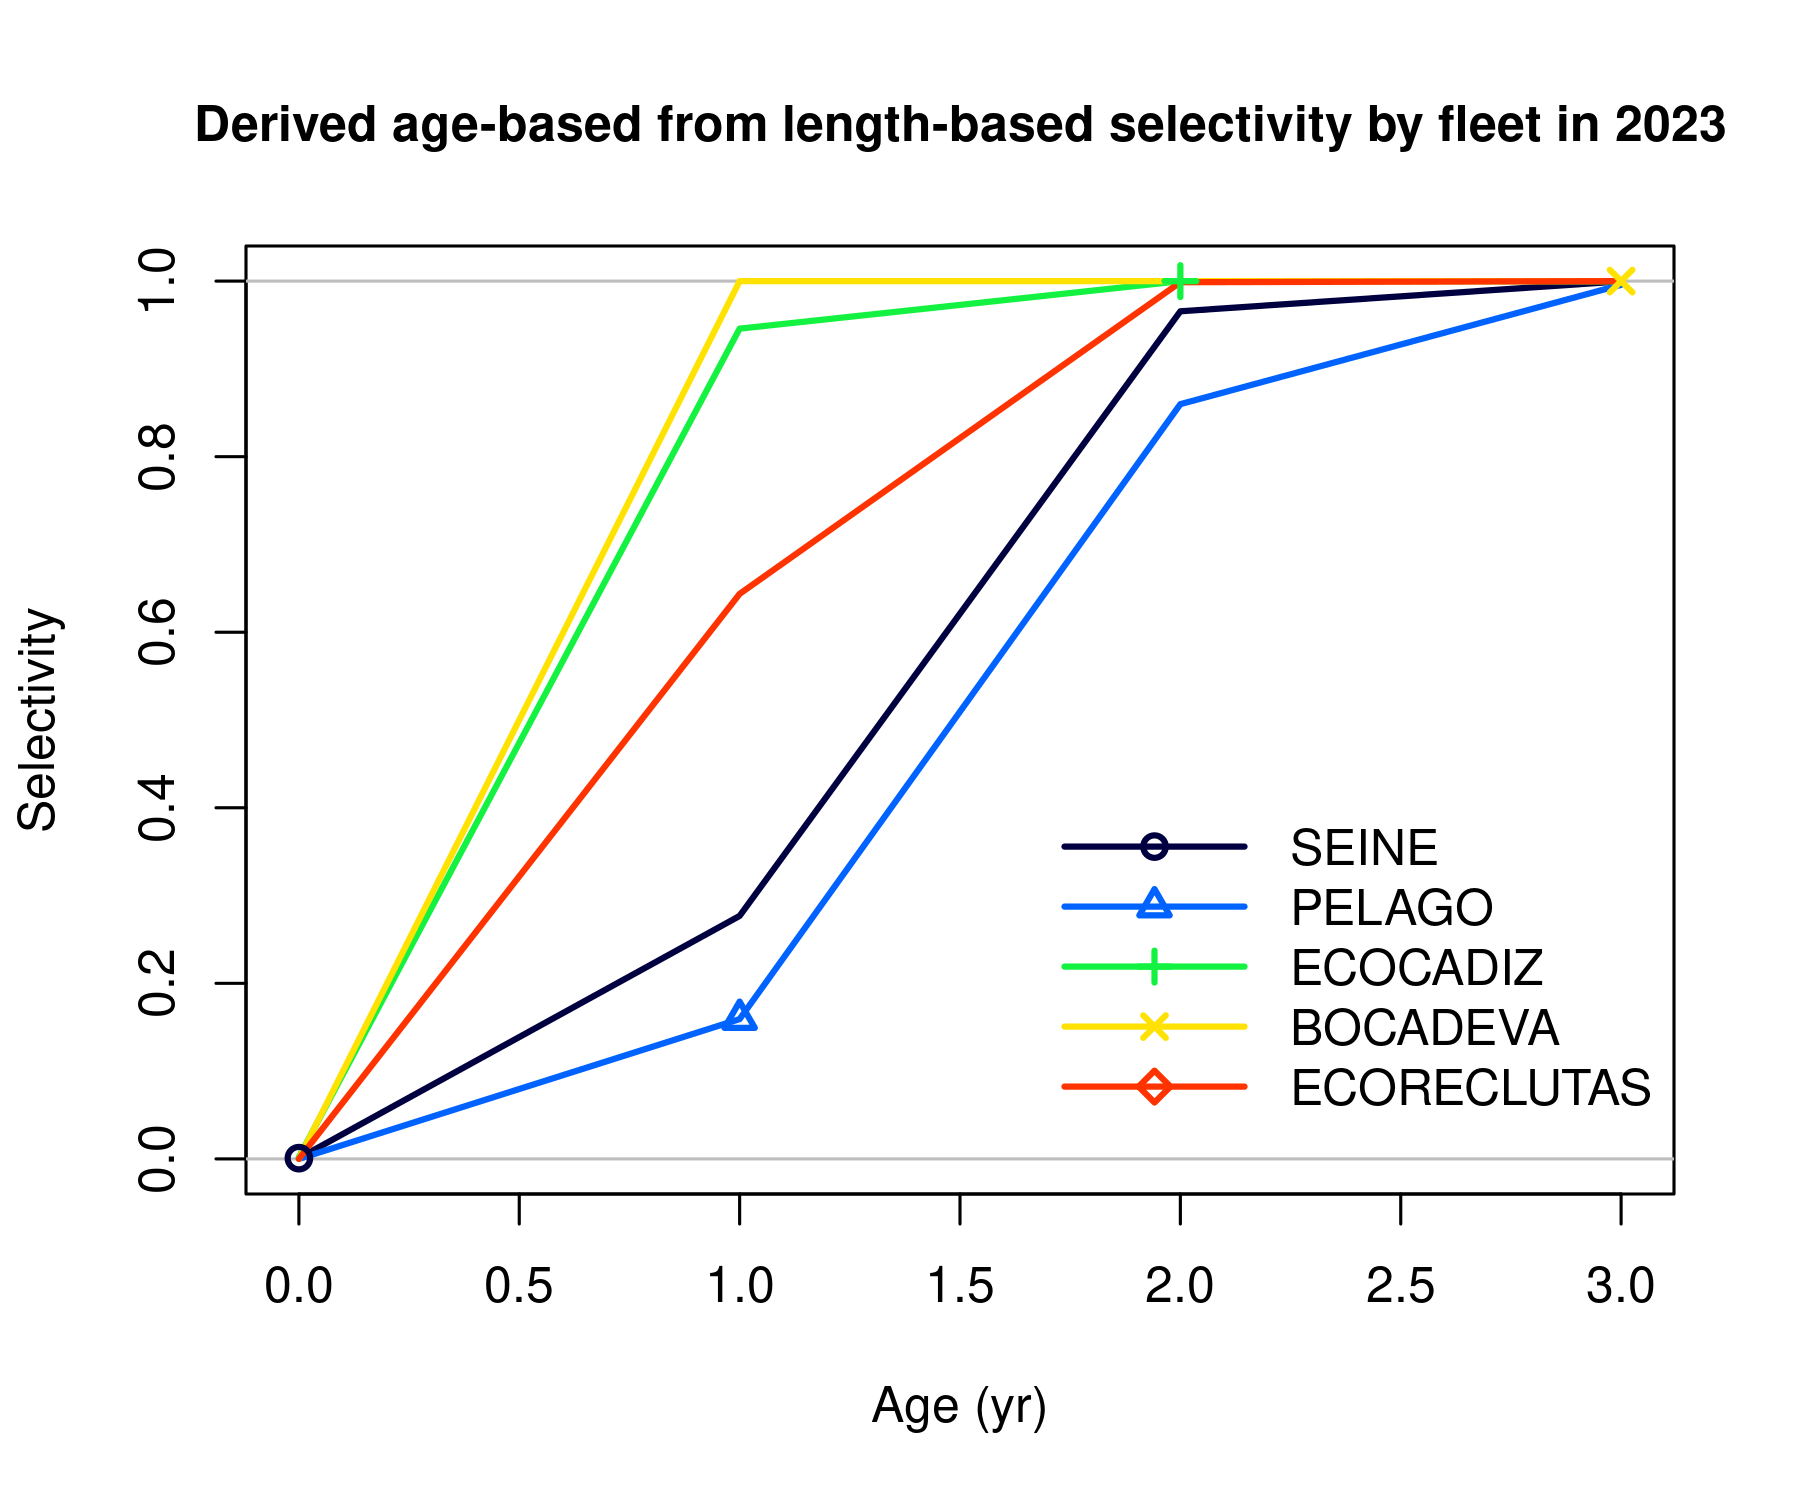 Derived age-based from length-based selectivity by fleet in 2023
Selectivity
1.0
0.8
0.6
0.4
0.2
0.0
SEINE
PELAGO
ECOCADIZ
BOCADEVA
ECORECLUTAS
0.0 0.5 1.0 1.5 2.0 2.5 3.0
Age (yr)